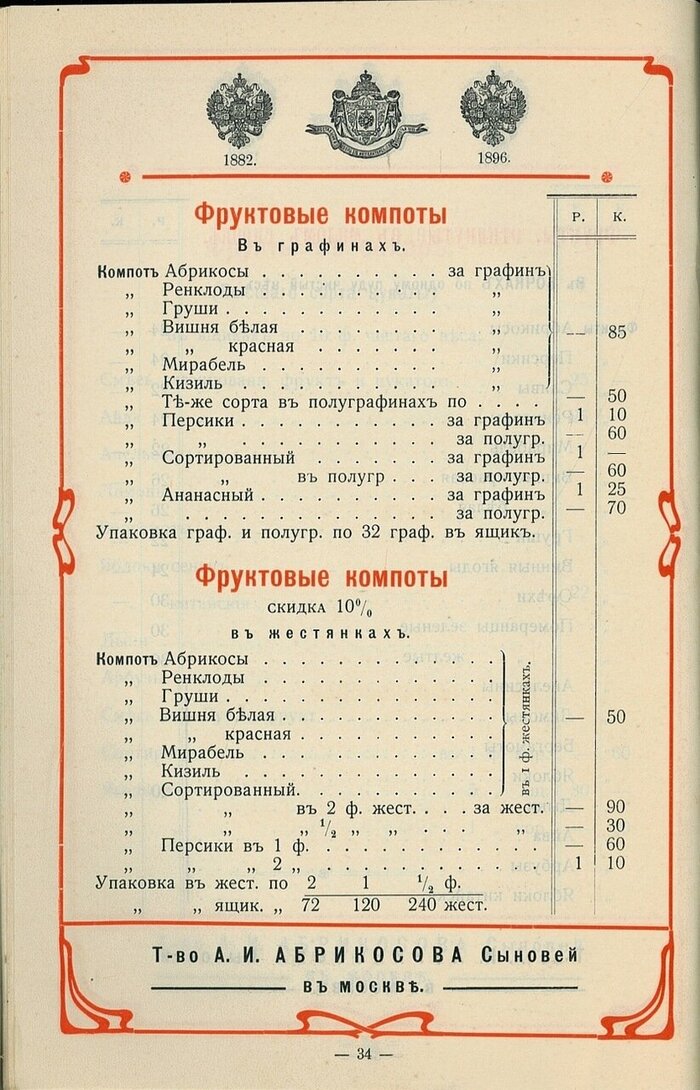 1882.
1896.
Фруктовые компоты
Р. К.
Въ графинахъ.
Компотъ Абрикосы . . . . . . . . . . за графинъ
„ Ренклоды . . . . . . . . . . „
„ Груши . . . . . . . . . . „
„ Вишня бѣлая . . . . . . . . „ — 85
„ „ красная . . . . . . . „
„ Мирабель . . . . . . . . . . „
„ Кизиль . . . . . . . . . . „
„ Тѣ-же сорта въ полуграфинахъ по . . . . — 50
„ Персики . . . . . . . . . . за графинъ 1 10
„ „ . . . . . . . . . . за полугр. — 60
„ Сортированный . . . . . . за графинъ 1 —
„ „ въ полугр . . . за полугр. — 60
„ Ананасный . . . . . . . . за графинъ 1 25
„ . . . . . . . . . . . . за полугр. — 70
Упаковка граф. и полугр. по 32 граф. въ ящикъ.
Фруктовые компоты
СКИДКА 10%
въ жестянкахъ.
Компотъ Абрикосы . . . . . . . . . . . .
„ Ренклоды . . . . . . . . . . . .
„ Груши . . . . . . . . . . . . .
„ Вишня бѣлая . . . . . . . . . . въ 1 ф. жестянкахъ. — 50
„ „ красная . . . . . . . . .
„ Мирабель . . . . . . . . . . . .
„ Кизиль . . . . . . . . . . . .
„ Сортированный. . . . . . . . . .
„ „ въ 2 ф. жест. . . . за жест. — 90
„ „ „ 1/2 „ „ . . . „ — 30
„ Персики въ 1 ф. . . . . . . . . . . . — 60
„ „ „ 2 „ . . . . . . . . . . . 1 10
Упаковка въ жест. по 2 1 1/2 ф.
„ „ ящик. „ 72 120 240 жест.
Т-во А. И. АБРИКОСОВА Сыновей
ВЪ МОСКВѢ.
— 34 —